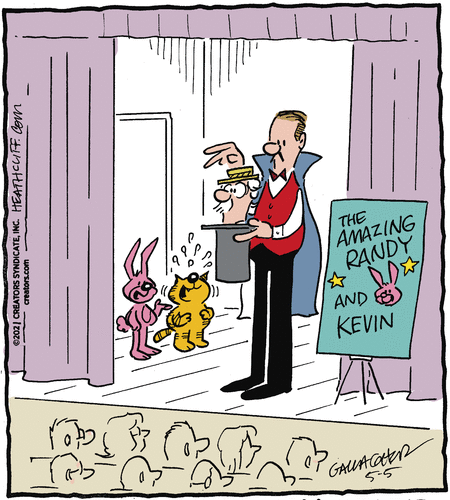 ©2021 CREATORS SYNDICATE, INC. HEATHCLIFF.COM
creators.com
THE
AMAZING
RANDY
AND
KEVIN
GALLAGHER
5-5